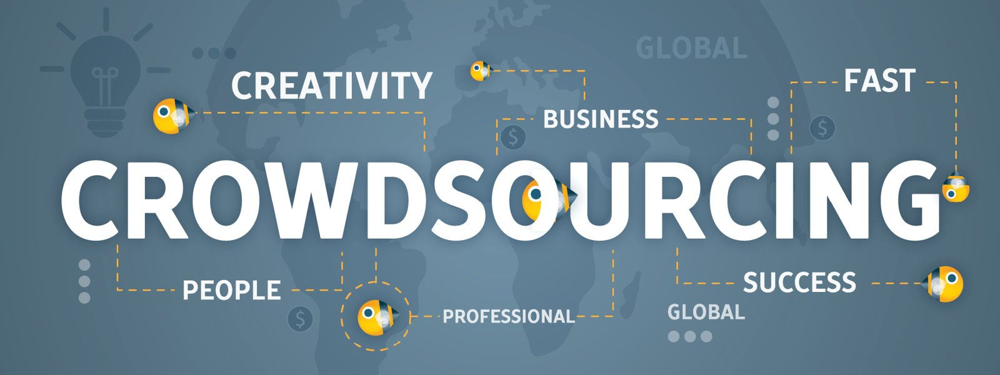 GLOBAL
CREATIVITY
FAST
BUSINESS
$
$
CROWDSOURCING
PEOPLE
SUCCESS
$
PROFESSIONAL
GLOBAL